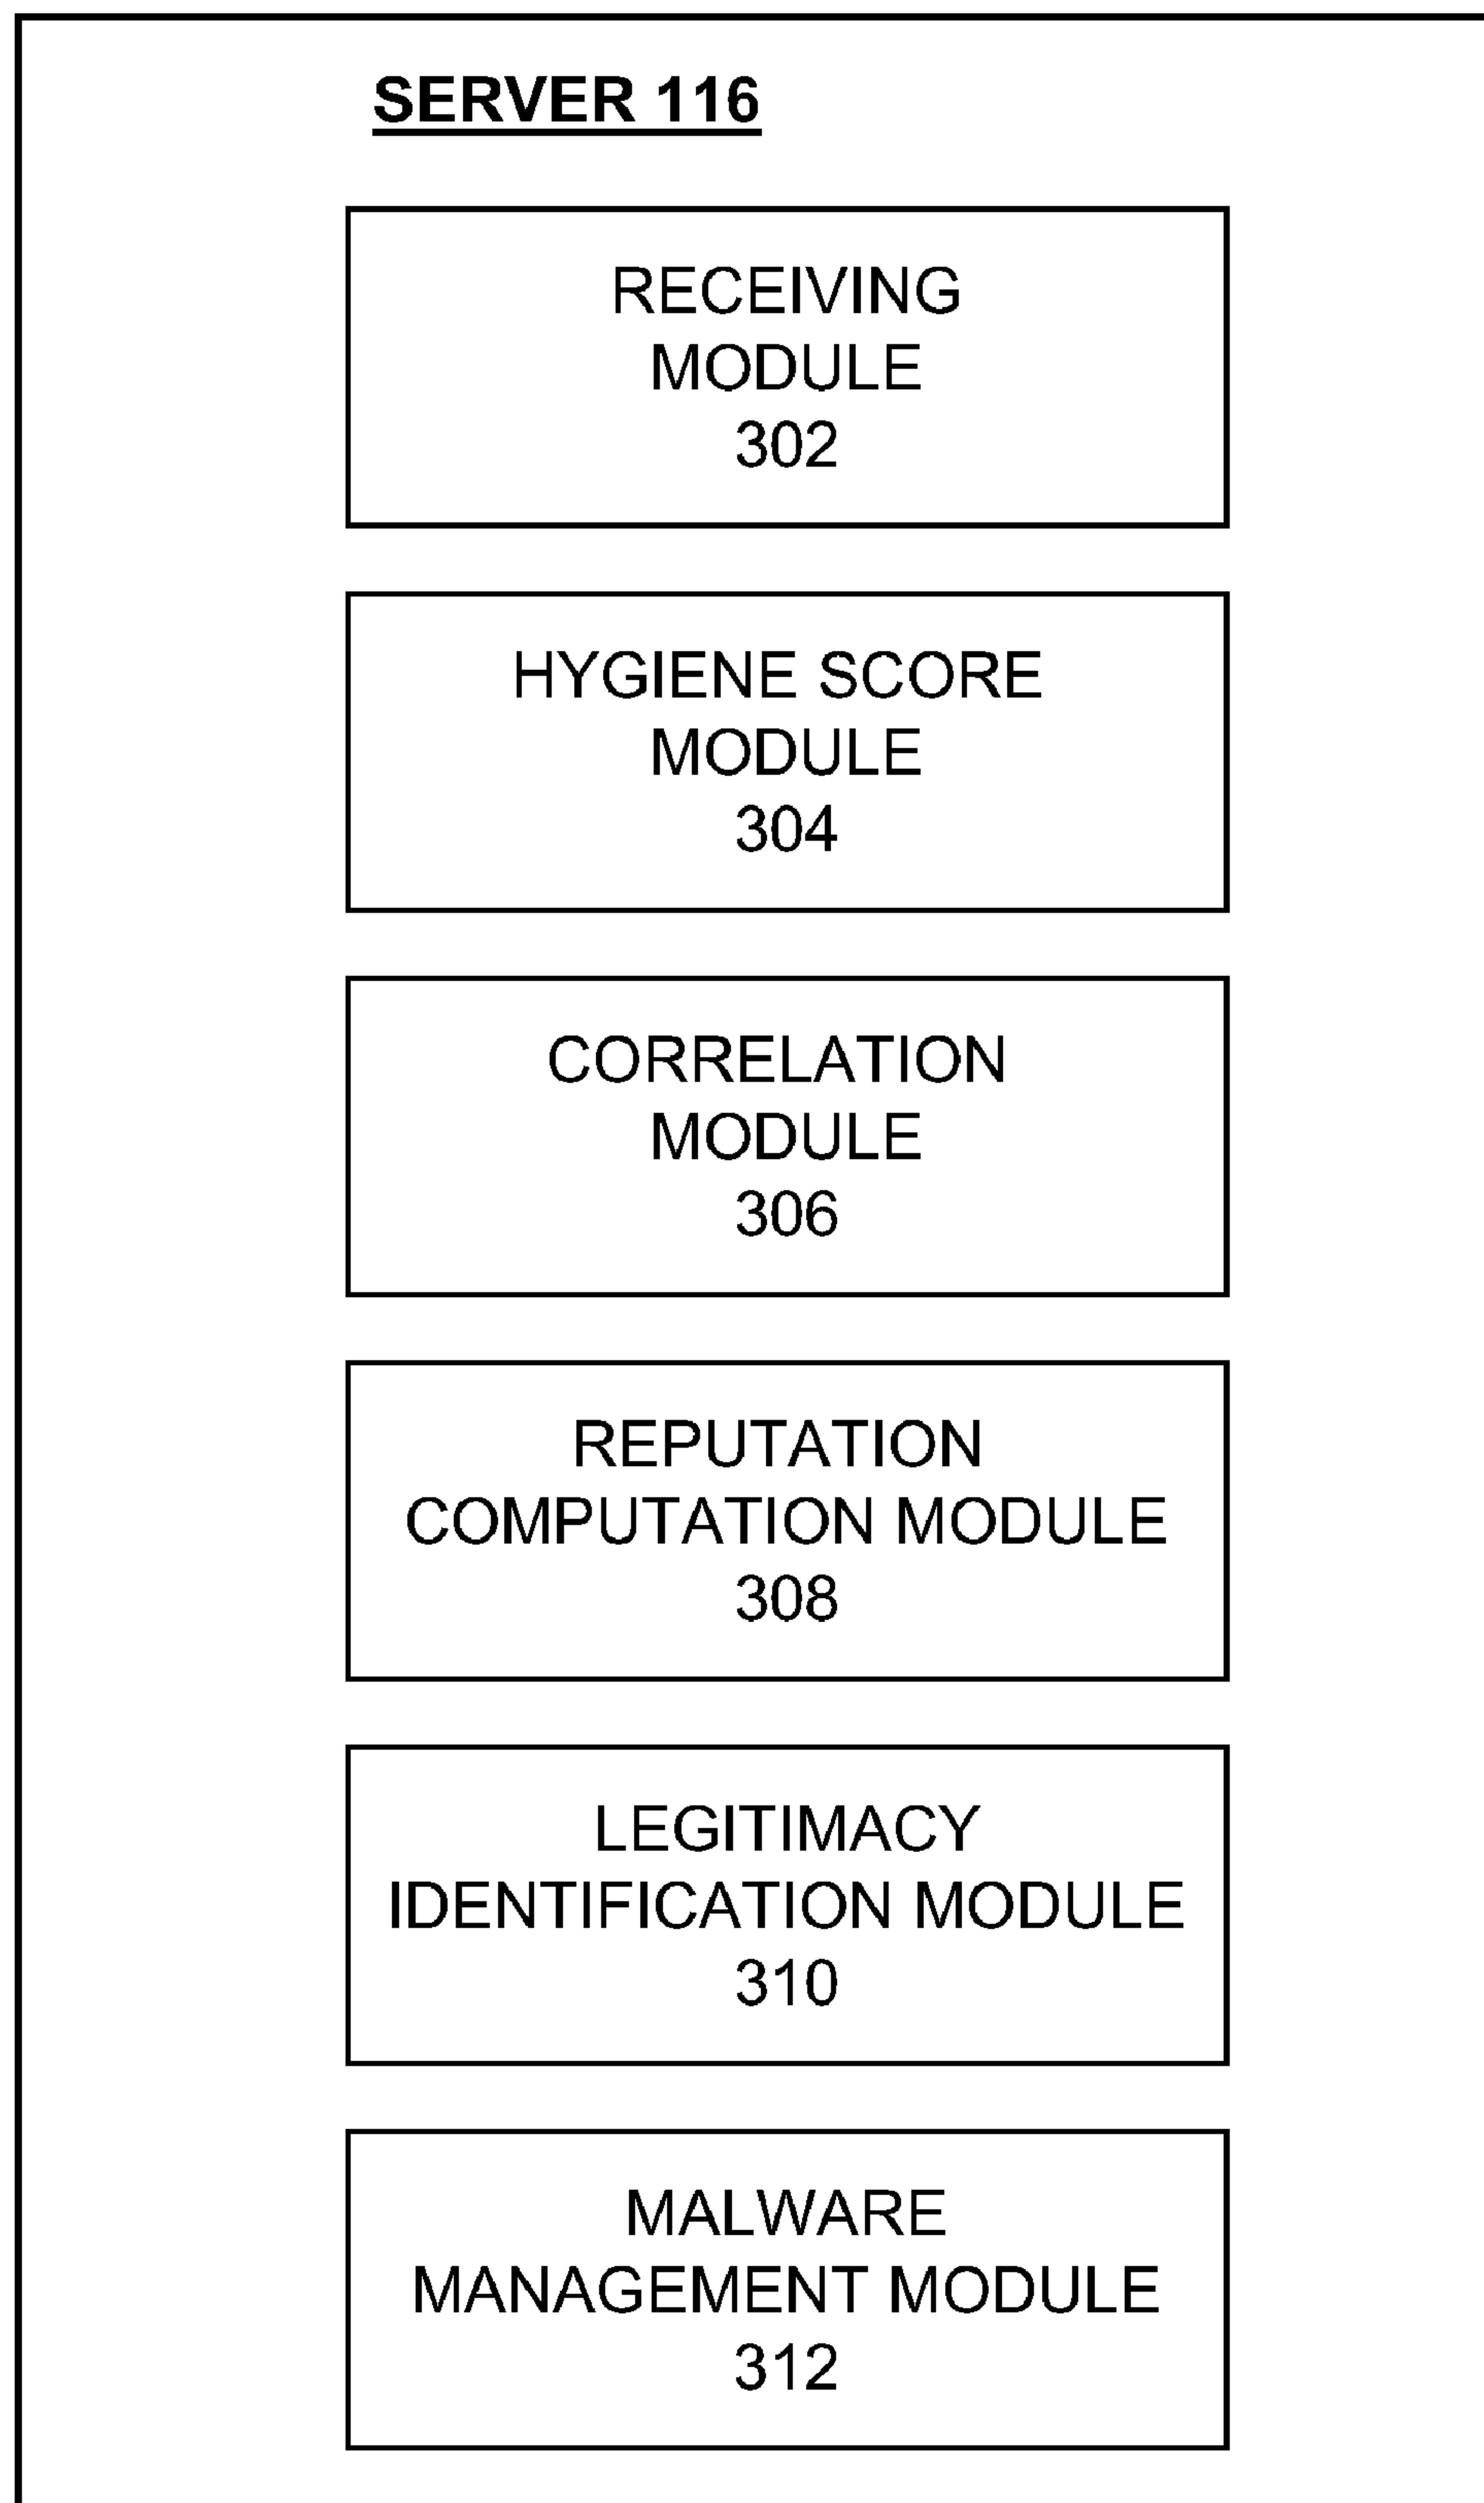 SERVER 116
RECEIVING
MODULE
302
HYGIENE SCORE
MODULE
304
CORRELATION
MODULE
306
REPUTATION
COMPUTATION MODULE
308
LEGITIMACY
IDENTIFICATION MODULE
310
MALWARE
MANAGEMENT MODULE
312